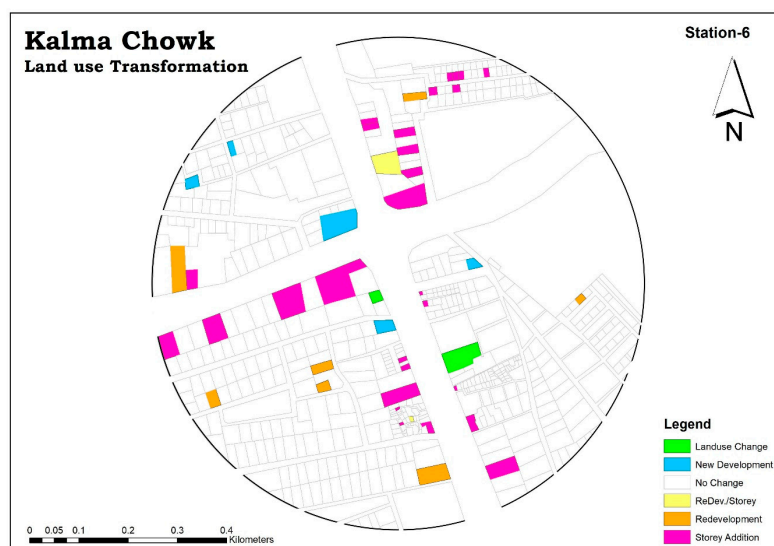 Kalma Chowk
Land use Transformation
Station-6
N
Legend
Landuse Change
New Development
No Change
ReDev./Storey
Redevelopment
Storey Addition
0 0.05 0.1 0.2 0.3 0.4
Kilometers